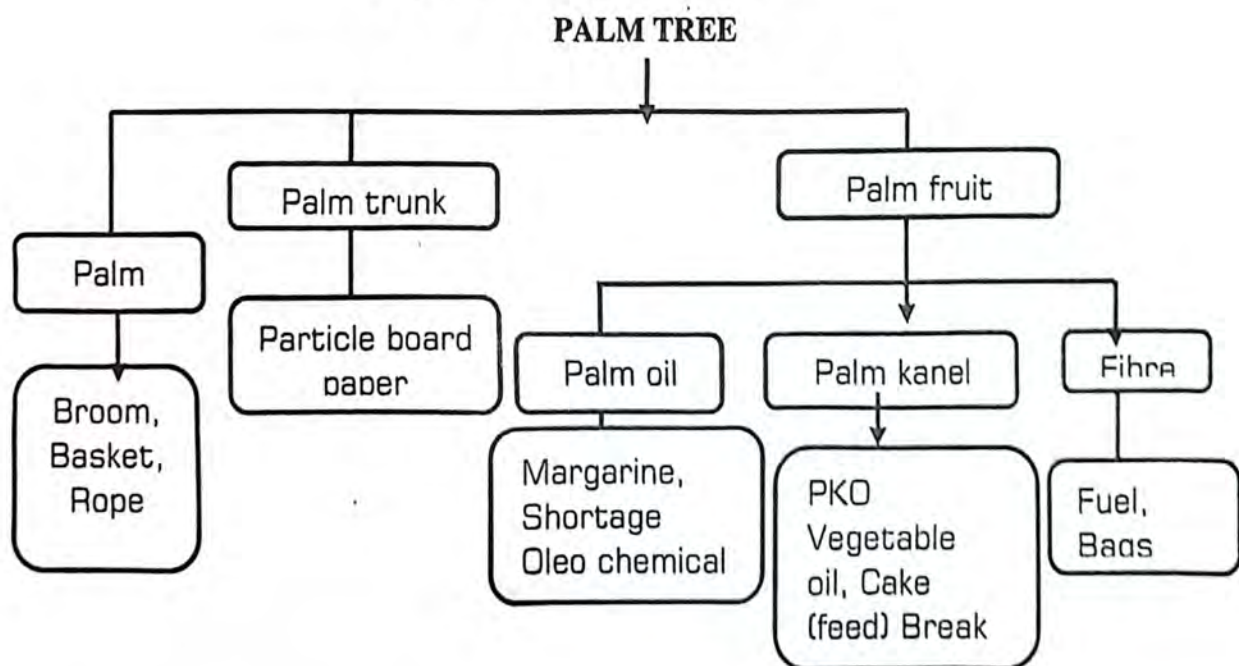 PALM TREE
Palm trunk
Palm fruit
Palm
Particle board
paper
Palm oil
Palm kanel
Fibre
Broom,
Basket,
Rope
Margarine,
Shortage
Oleo chemical
PKO
Vegetable
oil, Cake
(feed) Break
Fuel,
Bags